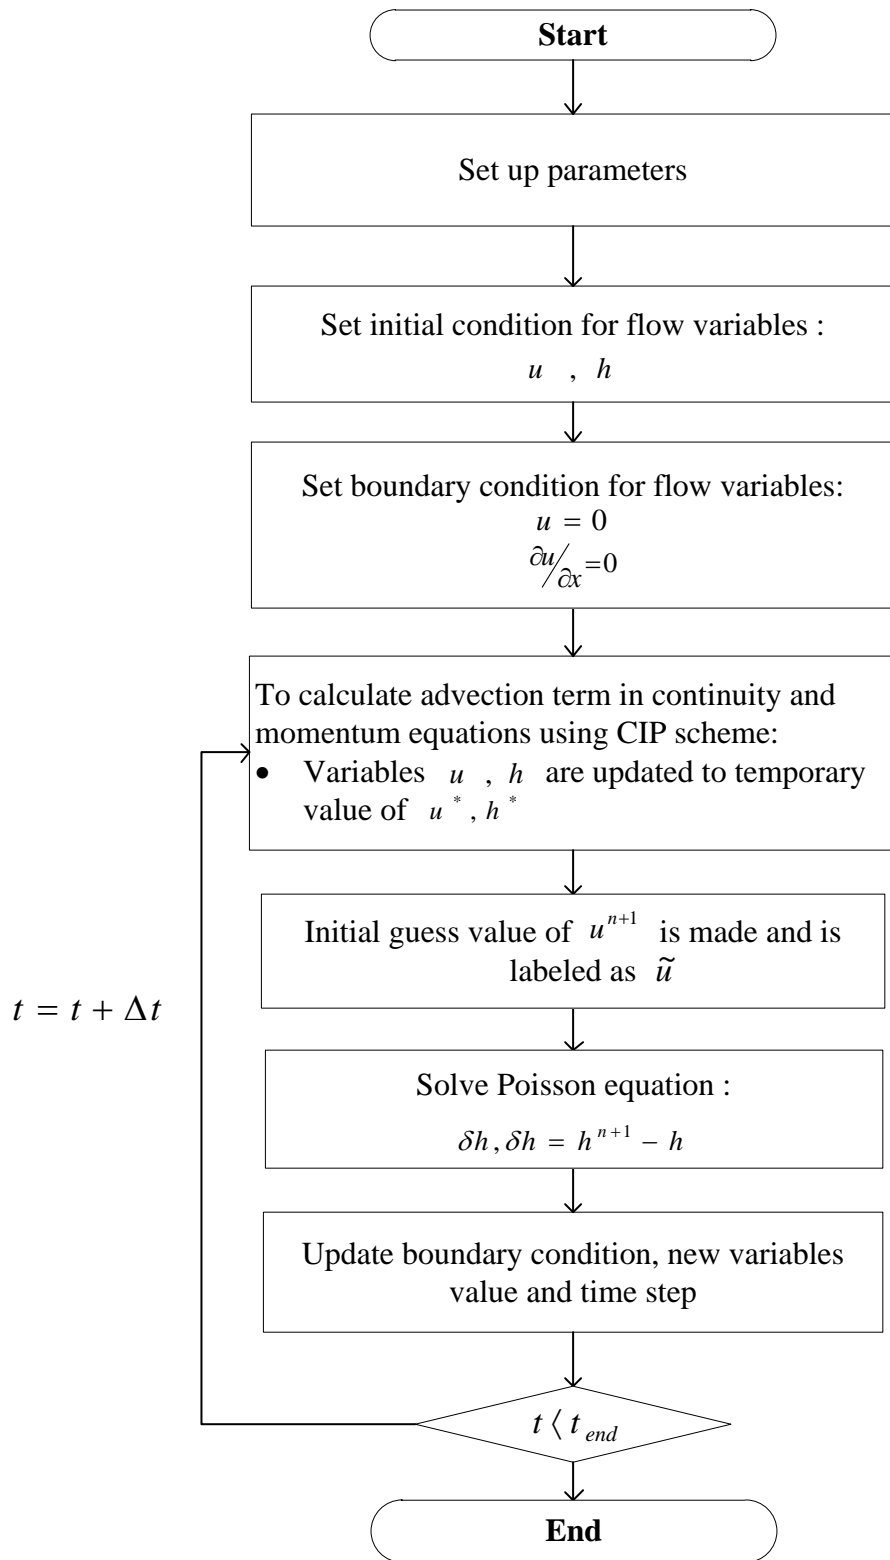 Start
Set up parameters
Set initial condition for flow variables :
u , h
Set boundary condition for flow variables:
u = 0
∂u/∂x=0
To calculate advection term in continuity and
momentum equations using CIP scheme:
• Variables u , h are updated to temporary
value of u *, h *
Initial guess value of u^{n+1} is made and is
labeled as ũ
t = t + Δt
Solve Poisson equation :
δh, δh = h^{n+1} − h
Update boundary condition, new variables
value and time step
t ⟨ t_{end}
End